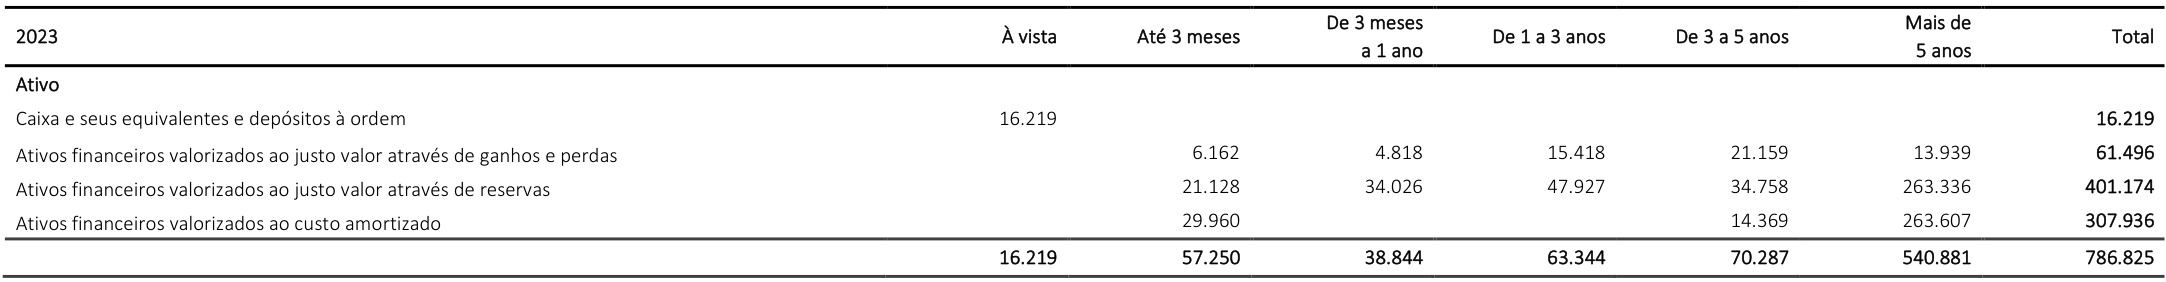 2023 À vista Até 3 meses De 3 meses a 1 ano De 1 a 3 anos De 3 a 5 anos Mais de 5 anos Total
Ativo
Caixa e seus equivalentes e depósitos à ordem 16.219 16.219
Ativos financeiros valorizados ao justo valor através de ganhos e perdas 6.162 4.818 15.418 21.159 13.939 61.496
Ativos financeiros valorizados ao justo valor através de reservas 21.128 34.026 47.927 34.758 263.336 401.174
Ativos financeiros valorizados ao custo amortizado 29.960 14.369 263.607 307.936
16.219 57.250 38.844 63.344 70.287 540.881 786.825